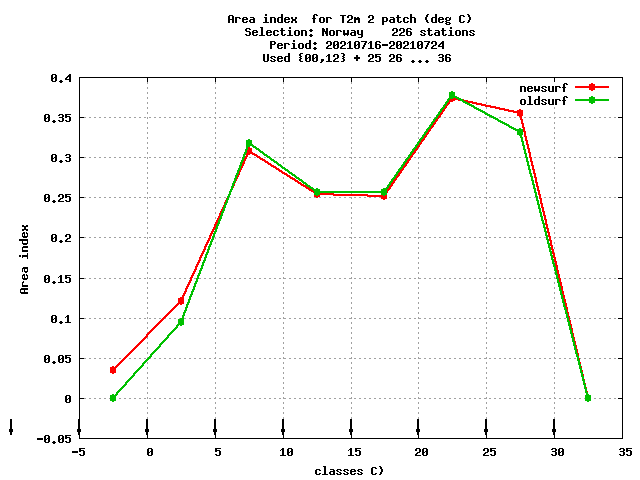 Area index  for T2m 2 patch (deg C)
Selection: Norway    226 stations
Period: 20210716-20210724
Used {00,12} + 25 26 ... 36
newsurf
oldsurf
0.4
0.35
0.3
0.25
0.2
0.15
0.1
0.05
0
-0.05
Area index
-5 0 5 10 15 20 25 30 35
classes C)